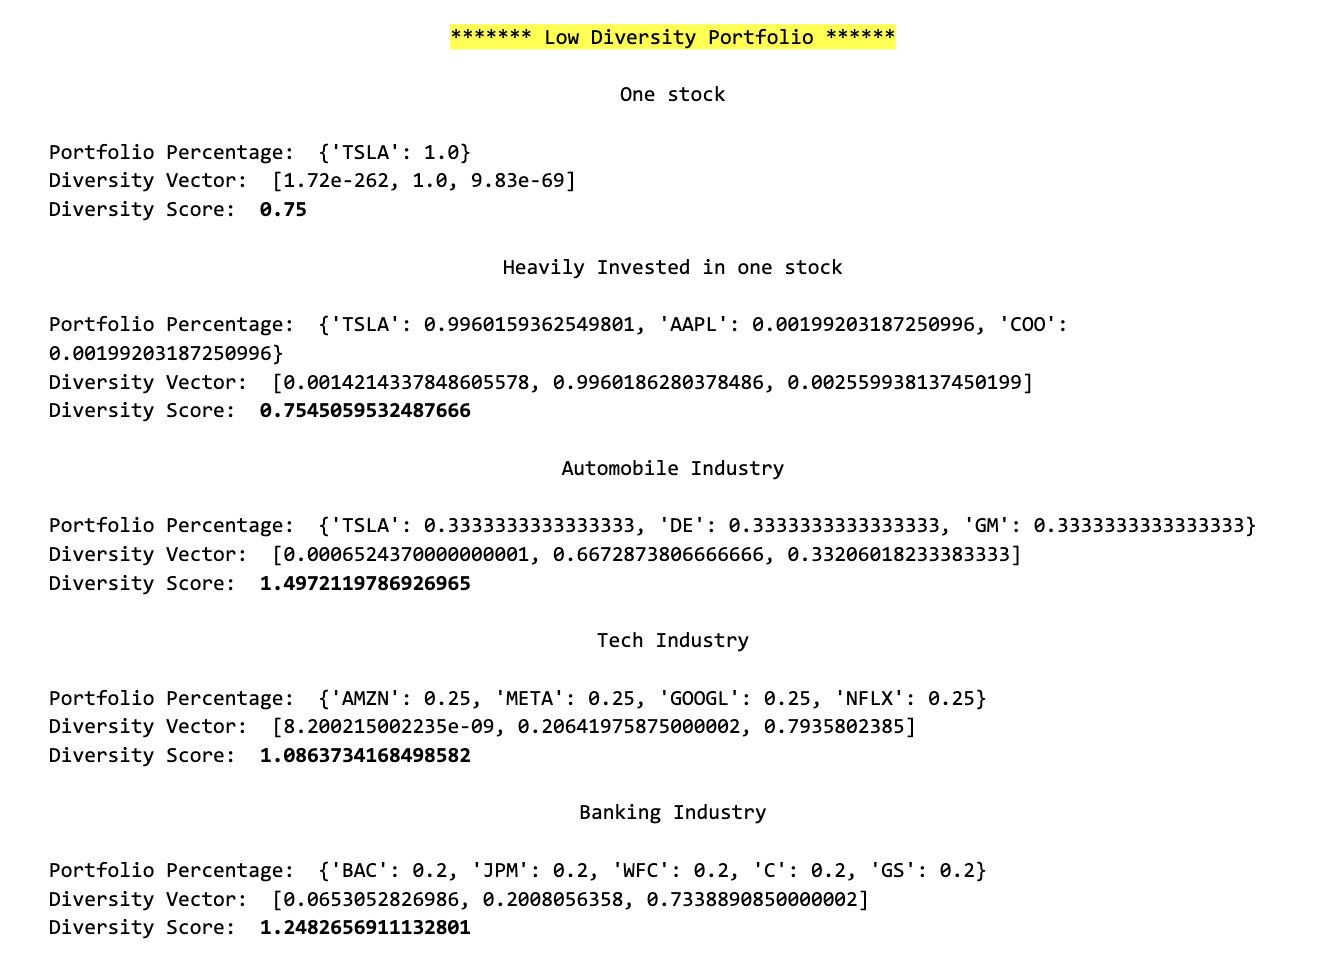 ******* Low Diversity Portfolio ******
One stock
Portfolio Percentage:  {'TSLA': 1.0}
Diversity Vector:  [1.72e-262, 1.0, 9.83e-69]
Diversity Score:  0.75
Heavily Invested in one stock
Portfolio Percentage:  {'TSLA': 0.9960159362549801, 'AAPL': 0.00199203187250996, 'COO':
0.00199203187250996}
Diversity Vector:  [0.0014214337848605578, 0.9960186280378486, 0.002559938137450199]
Diversity Score:  0.7545059532487666
Automobile Industry
Portfolio Percentage:  {'TSLA': 0.3333333333333333, 'DE': 0.3333333333333333, 'GM': 0.3333333333333333}
Diversity Vector:  [0.0006524370000000001, 0.6672873806666666, 0.33206018233383333]
Diversity Score:  1.4972119786926965
Tech Industry
Portfolio Percentage:  {'AMZN': 0.25, 'META': 0.25, 'GOOGL': 0.25, 'NFLX': 0.25}
Diversity Vector:  [8.200215002235e-09, 0.20641975875000002, 0.7935802385]
Diversity Score:  1.0863734168498582
Banking Industry
Portfolio Percentage:  {'BAC': 0.2, 'JPM': 0.2, 'WFC': 0.2, 'C': 0.2, 'GS': 0.2}
Diversity Vector:  [0.0653052826986, 0.2008056358, 0.7338890850000002]
Diversity Score:  1.2482656911132801